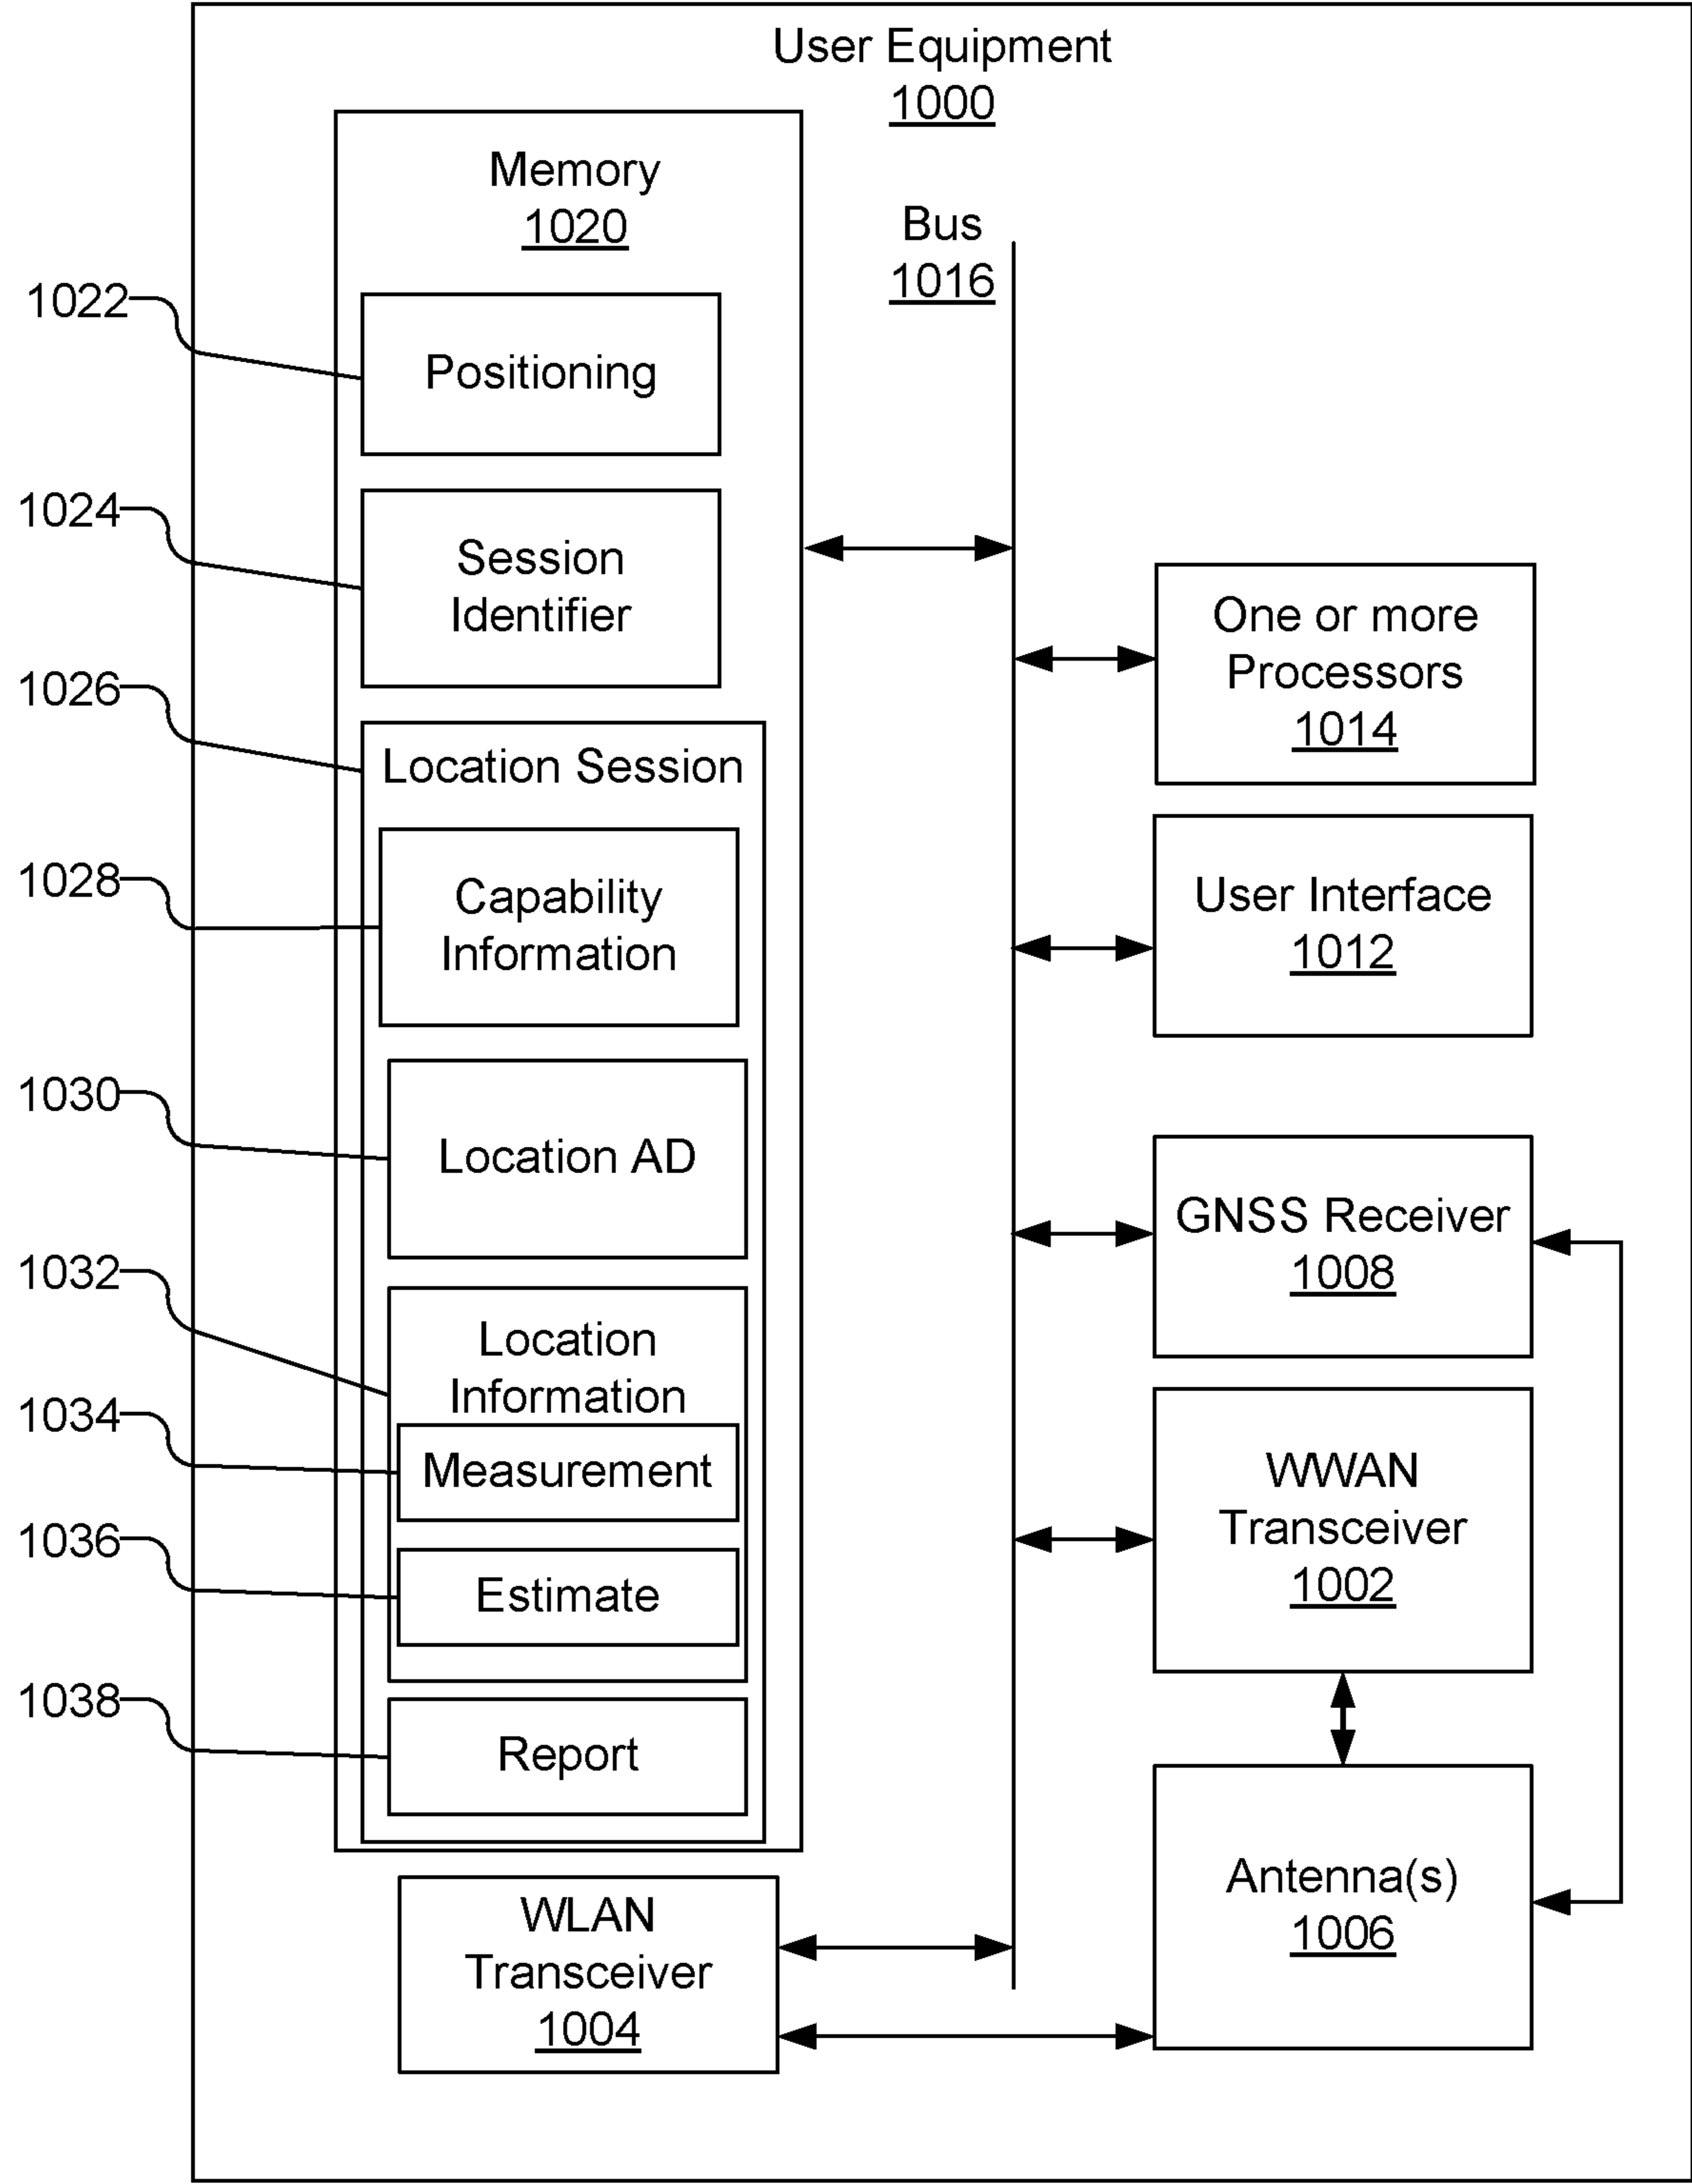 User Equipment
1000
Memory
1020
Bus
1016
1022
Positioning
1024
Session
Identifier
1026
Location Session
1028
Capability
Information
1030
Location AD
1032
Location
Information
1034
Measurement
1036
Estimate
1038
Report
One or more
Processors
1014
User Interface
1012
GNSS Receiver
1008
WWAN
Transceiver
1002
Antenna(s)
1006
WLAN
Transceiver
1004